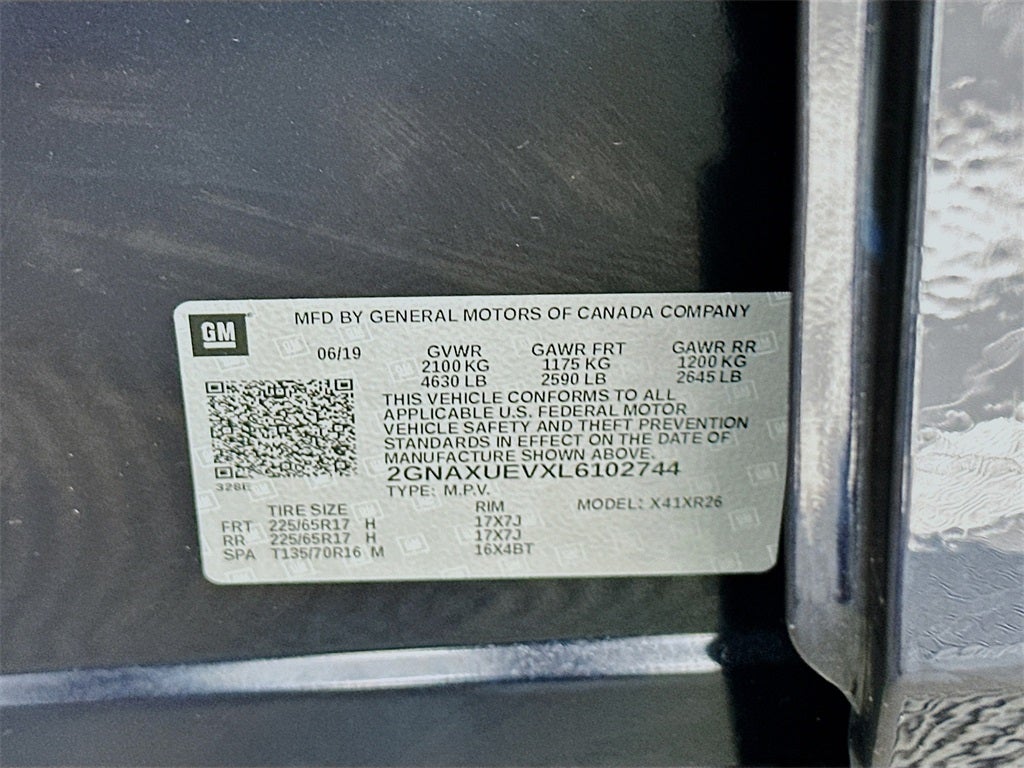 GM
MFD BY GENERAL MOTORS OF CANADA COMPANY
06/19 GVWR GAWR FRT GAWR RR
2100 KG 1175 KG 1200 KG
4630 LB 2590 LB 2645 LB
THIS VEHICLE CONFORMS TO ALL
APPLICABLE U.S. FEDERAL MOTOR
VEHICLE SAFETY AND THEFT PREVENTION
STANDARDS IN EFFECT ON THE DATE OF
MANUFACTURE SHOWN ABOVE.
2GNAXUEVXL6102744
328E
TYPE: M.P.V.
TIRE SIZE RIM MODEL: X41XR26
FRT 225/65R17 H 17X7J
RR 225/65R17 H 17X7J
SPA T135/70R16 M 16X4BT